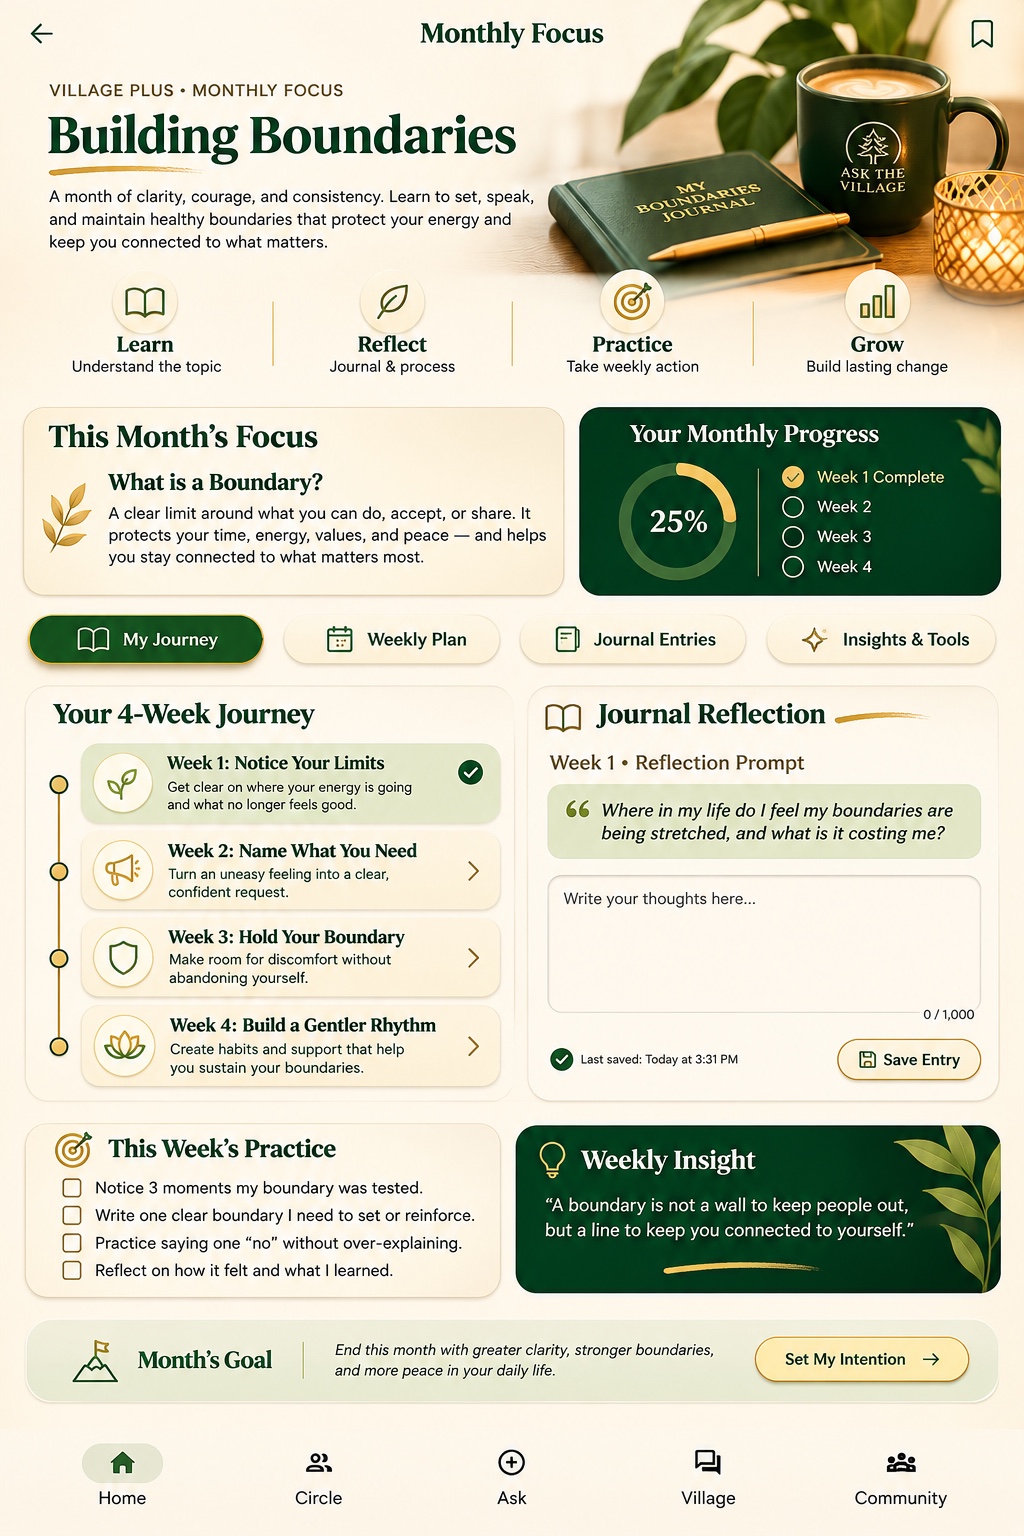 Monthly Focus
VILLAGE PLUS • MONTHLY FOCUS
Building Boundaries
A month of clarity, courage, and consistency. Learn to set, speak,
and maintain healthy boundaries that protect your energy and
keep you connected to what matters.
MY
BOUNDARIES
JOURNAL
ASK THE
VILLAGE
Learn
Understand the topic
Reflect
Journal & process
Practice
Take weekly action
Grow
Build lasting change
This Month's Focus
What is a Boundary?
A clear limit around what you can do, accept, or share. It
protects your time, energy, values, and peace — and helps
you stay connected to what matters most.
Your Monthly Progress
25%
Week 1 Complete
Week 2
Week 3
Week 4
My Journey
Weekly Plan
Journal Entries
Insights & Tools
Your 4-Week Journey
Week 1: Notice Your Limits
Get clear on where your energy is going
and what no longer feels good.
Week 2: Name What You Need
Turn an uneasy feeling into a clear,
confident request.
Week 3: Hold Your Boundary
Make room for discomfort without
abandoning yourself.
Week 4: Build a Gentler Rhythm
Create habits and support that help
you sustain your boundaries.
Journal Reflection
Week 1 • Reflection Prompt
“ Where in my life do I feel my boundaries are
being stretched, and what is it costing me?
Write your thoughts here...
0 / 1,000
Last saved: Today at 3:31 PM
Save Entry
This Week's Practice
Notice 3 moments my boundary was tested.
Write one clear boundary I need to set or reinforce.
Practice saying one “no” without over-explaining.
Reflect on how it felt and what I learned.
Weekly Insight
“A boundary is not a wall to keep people out,
but a line to keep you connected to yourself.”
Month's Goal
End this month with greater clarity, stronger boundaries,
and more peace in your daily life.
Set My Intention →
Home
Circle
Ask
Village
Community